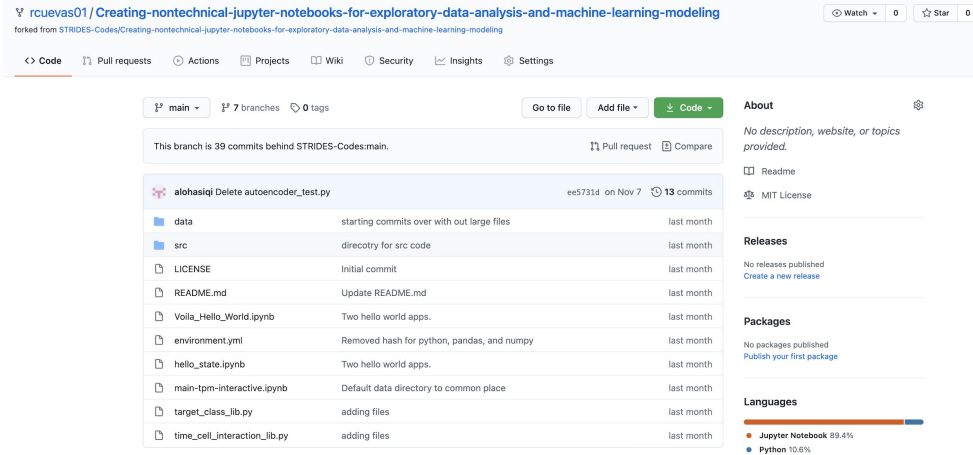 rcuevas01 / Creating-nontechnical-jupyter-notebooks-for-exploratory-data-analysis-and-machine-learning-modeling
Watch 0 Star 0
forked from STRIDES-Codes/Creating-nontechnical-jupyter-notebooks-for-exploratory-data-analysis-and-machine-learning-modeling
<> Code Pull requests Actions Projects Wiki Security Insights Settings
main 7 branches 0 tags Go to file Add file Code
This branch is 39 commits behind STRIDES-Codes:main. Pull request Compare
alohasiqi Delete autoencoder_test.py ee5731d on Nov 7 13 commits
data starting commits over with out large files last month
src direcotry for src code last month
LICENSE Initial commit last month
README.md Update README.md last month
Voila_Hello_World.ipynb Two hello world apps. last month
environment.yml Removed hash for python, pandas, and numpy last month
hello_state.ipynb Two hello world apps. last month
main-tpm-interactive.ipynb Default data directory to common place last month
target_class_lib.py adding files last month
time_cell_interaction_lib.py adding files last month
About
No description, website, or topics
provided.
Readme
MIT License
Releases
No releases published
Create a new release
Packages
No packages published
Publish your first package
Languages
Jupyter Notebook 89.4%
Python 10.6%